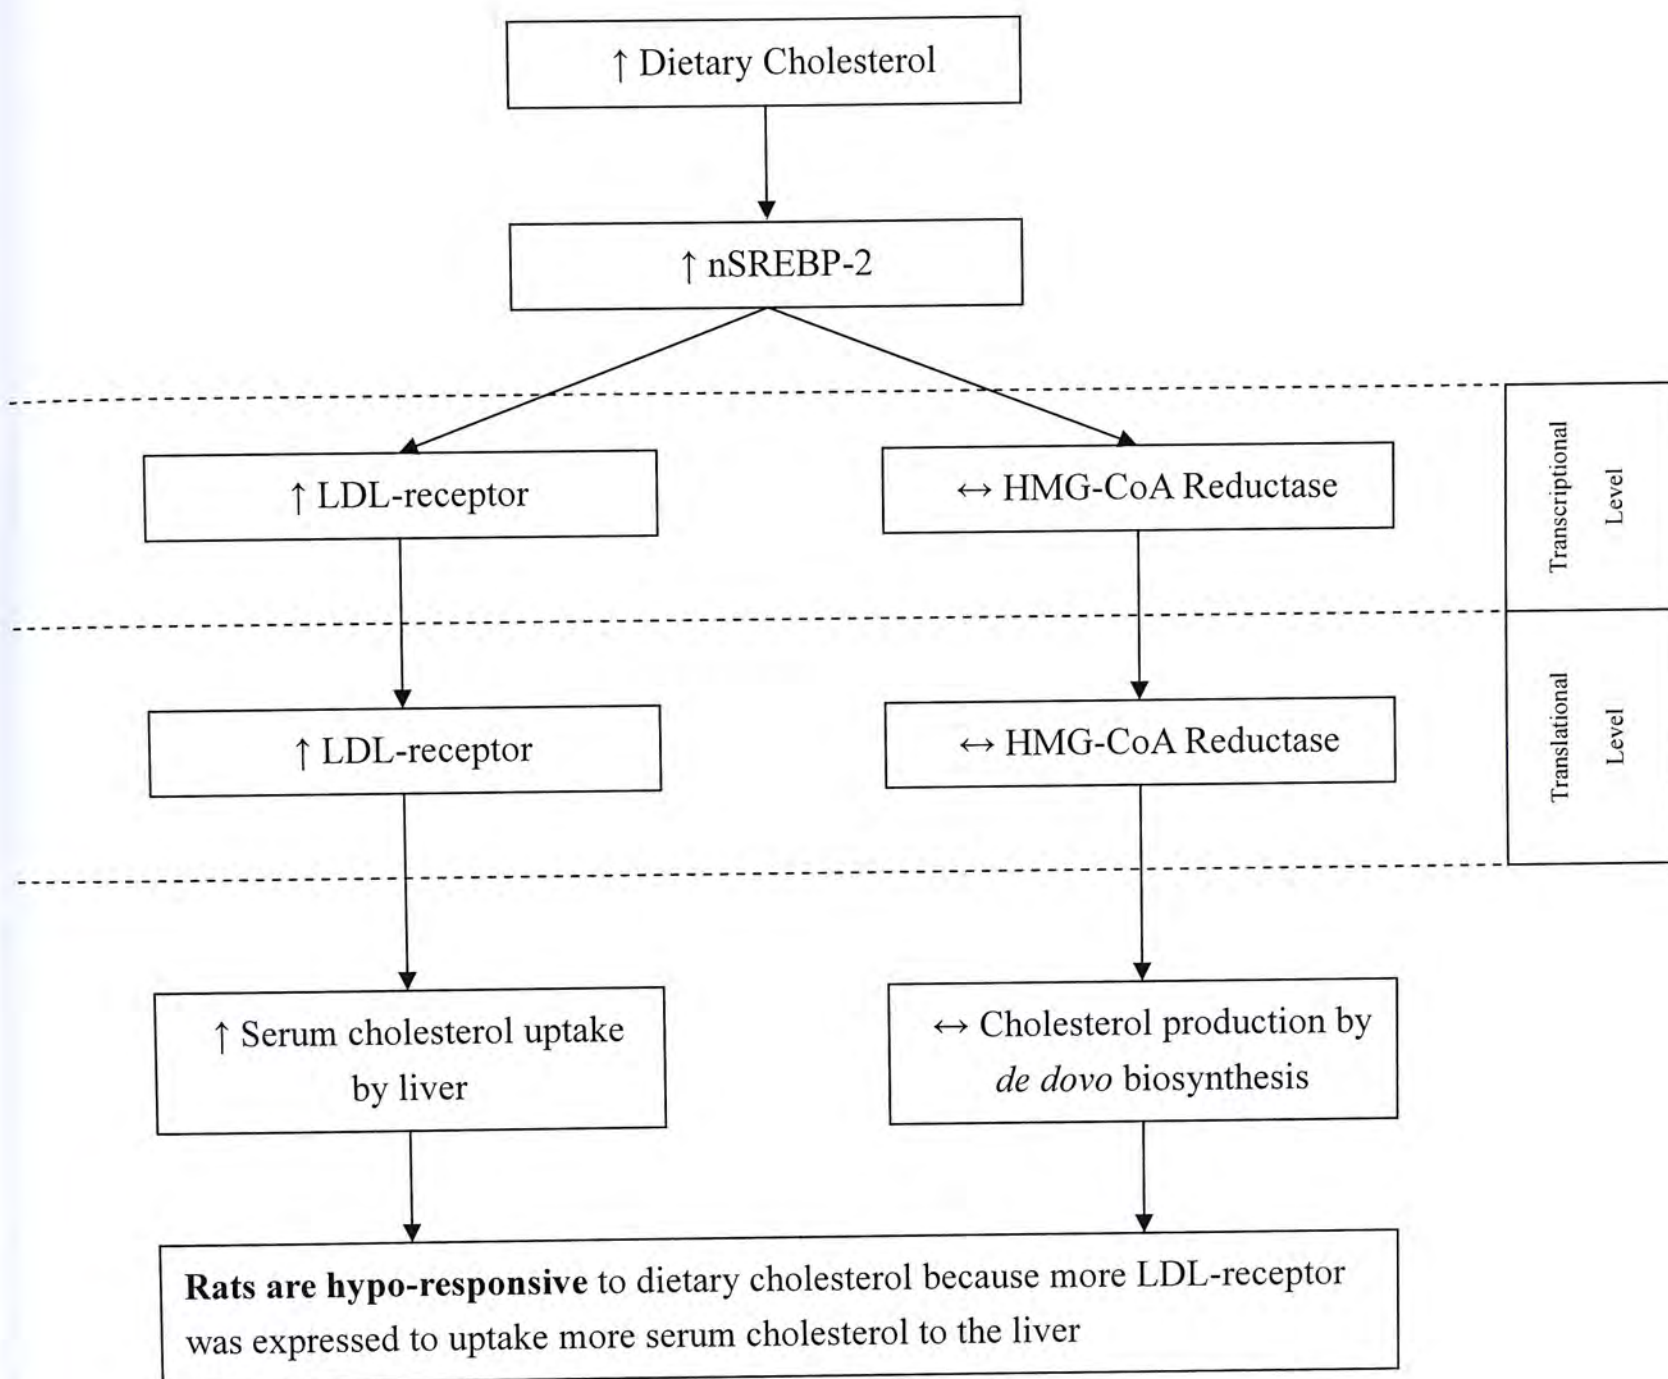 ↑ Dietary Cholesterol
↑ nSREBP-2
↑ LDL-receptor
↔ HMG-CoA Reductase
Transcriptional
Level
↑ LDL-receptor
↔ HMG-CoA Reductase
Translational
Level
↑ Serum cholesterol uptake
by liver
↔ Cholesterol production by
de dovo biosynthesis
Rats are hypo-responsive to dietary cholesterol because more LDL-receptor
was expressed to uptake more serum cholesterol to the liver